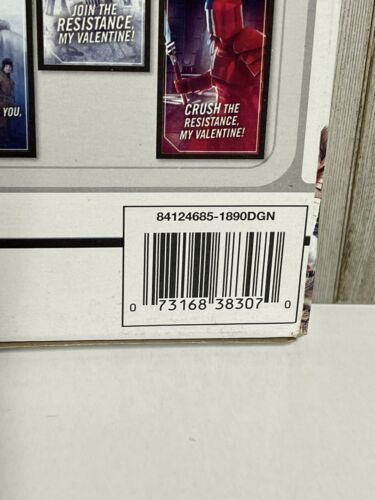 JOIN THE
RESISTANCE,
MY VALENTINE!
YOU,
CRUSH THE
RESISTANCE,
MY VALENTINE!
84124685-1890DGN
0 73168 38307 0